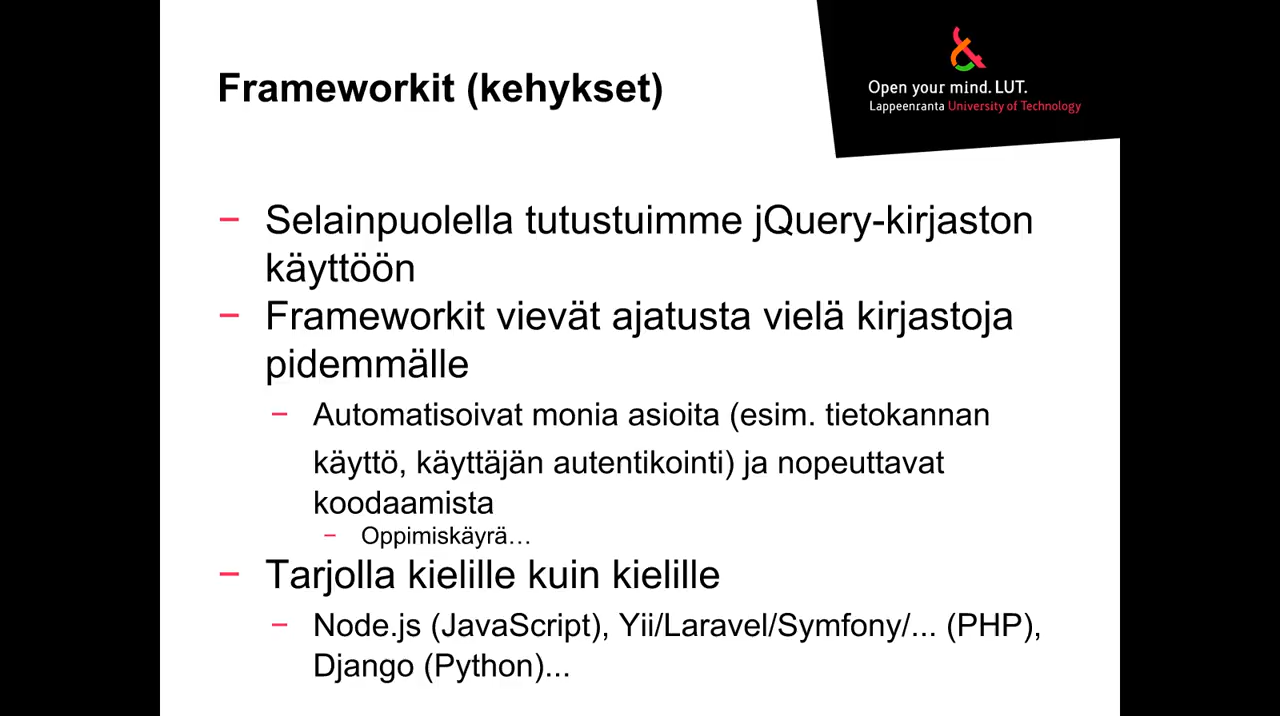 Frameworkit (kehykset)
Open your mind. LUT.
Lappeenranta University of Technology
− Selainpuolella tutustuimme jQuery-kirjaston
käyttöön
− Frameworkit vievät ajatusta vielä kirjastoja
pidemmälle
− Automatisoivat monia asioita (esim. tietokannan
käyttö, käyttäjän autentikointi) ja nopeuttavat
koodaamista
− Oppimiskäyrä…
− Tarjolla kielille kuin kielille
− Node.js (JavaScript), Yii/Laravel/Symfony/... (PHP),
Django (Python)...